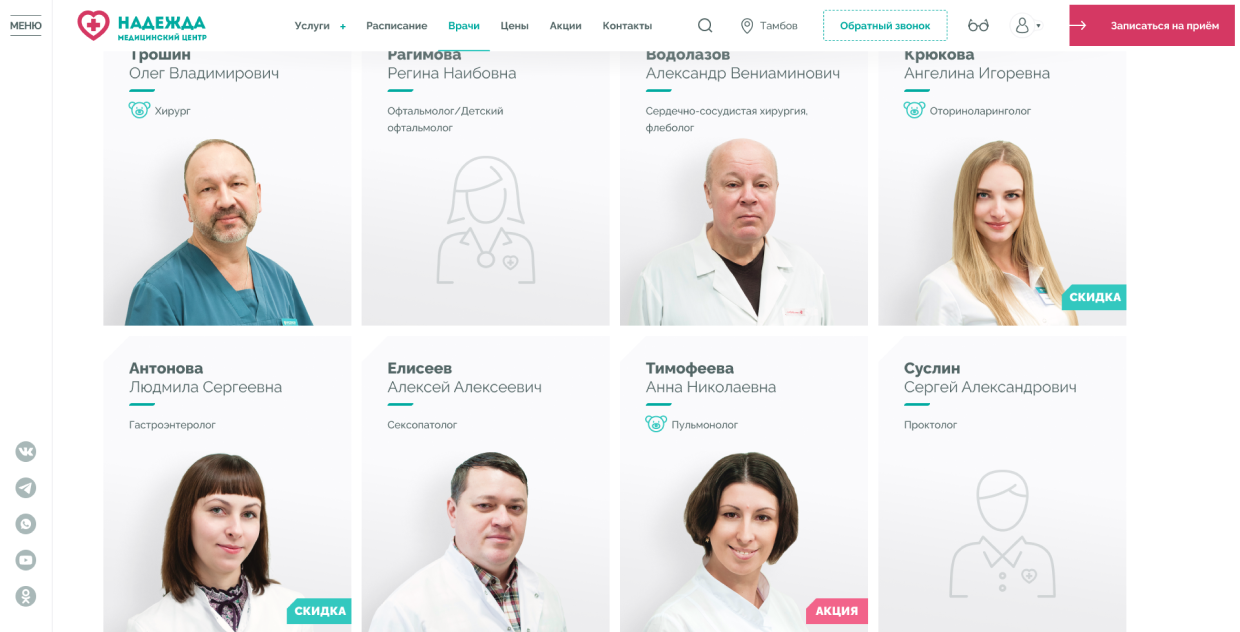 МЕНЮ
НАДЕЖДА
МЕДИЦИНСКИЙ ЦЕНТР
Услуги +
Расписание
Врачи
Цены
Акции
Контакты
Тамбов
Обратный звонок
Записаться на приём
Трошин
Олег Владимирович
Хирург
Рагимова
Регина Наибовна
Офтальмолог/Детский
офтальмолог
Водолазов
Александр Вениаминович
Сердечно-сосудистая хирургия,
флеболог
Крюкова
Ангелина Игоревна
Оториноларинголог
СКИДКА
Антонова
Людмила Сергеевна
Гастроэнтеролог
СКИДКА
Елисеев
Алексей Алексеевич
Сексопатолог
Тимофеева
Анна Николаевна
Пульмонолог
АКЦИЯ
Суслин
Сергей Александрович
Проктолог